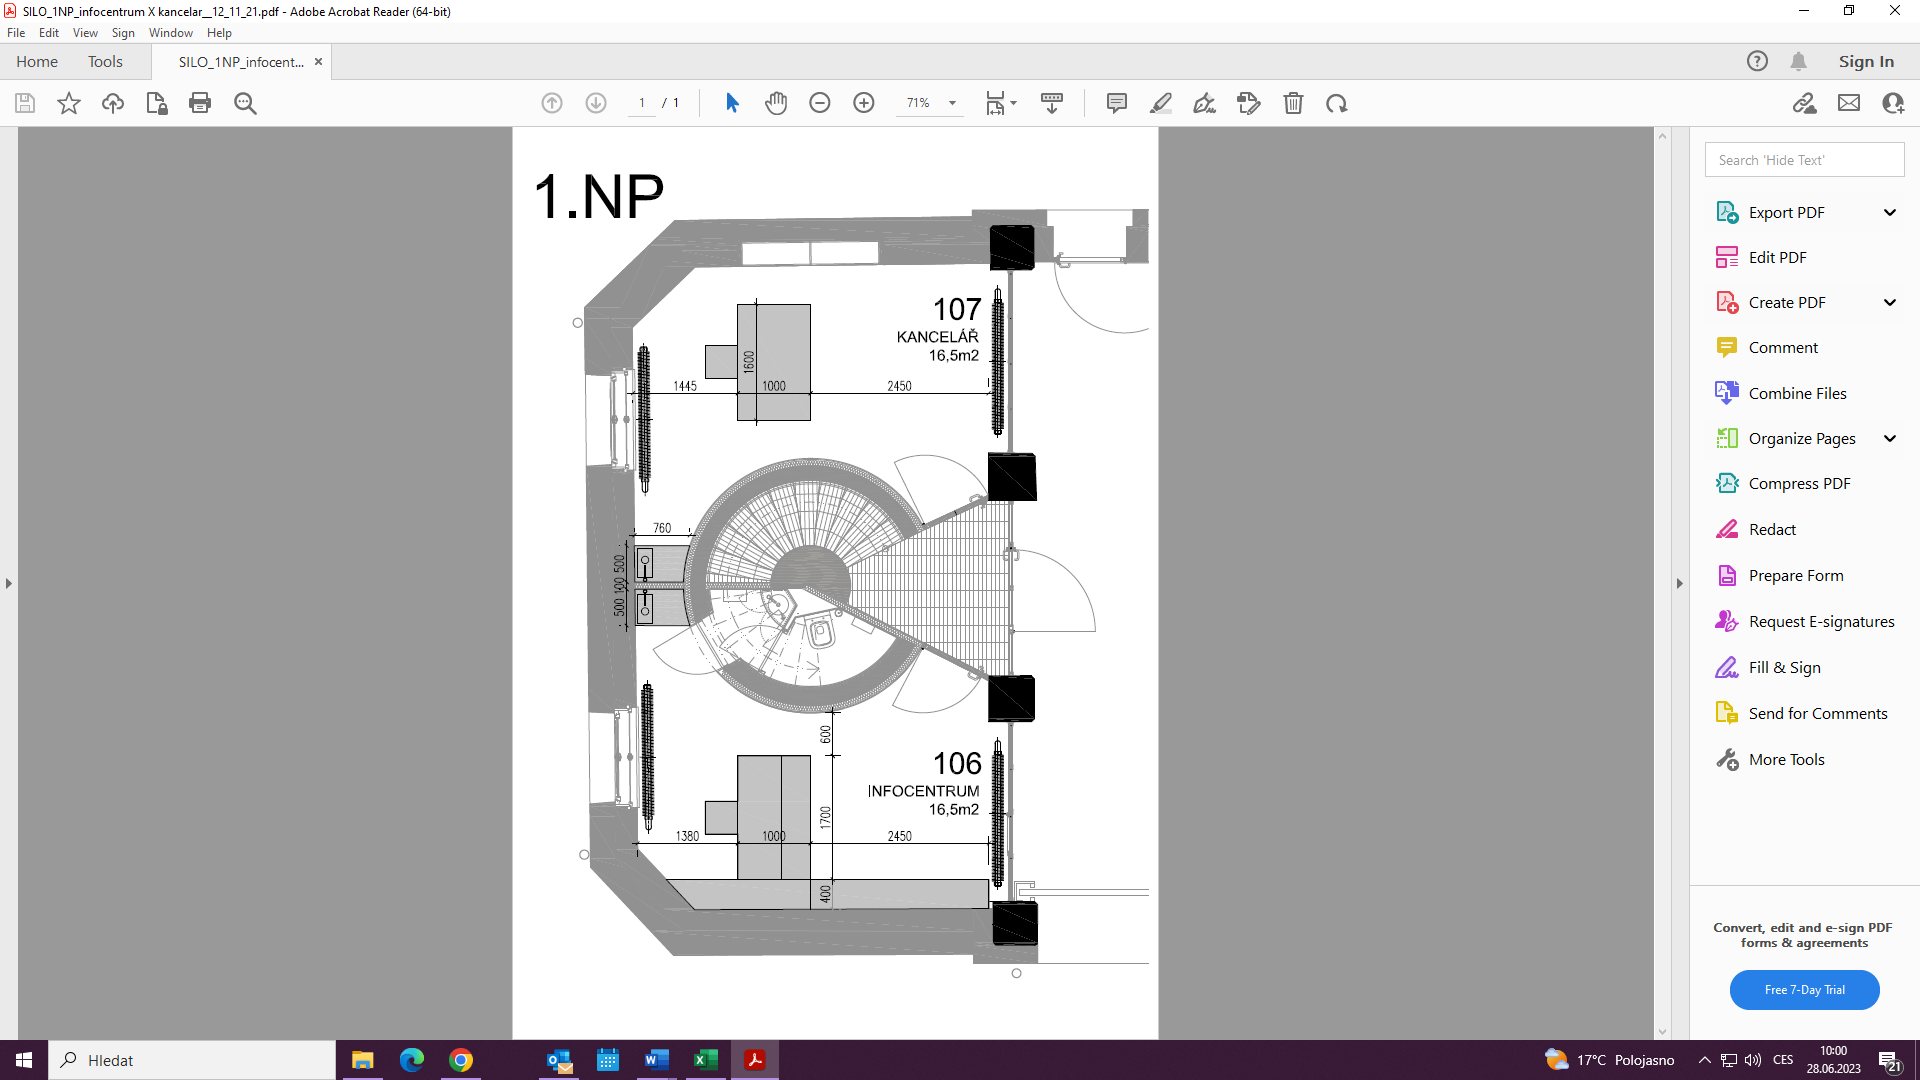 SILO_1NP_infocentrum X kancelar__12_11_21.pdf - Adobe Acrobat Reader (64-bit)
File Edit View Sign Window Help
Home Tools SILO_1NP_infocent... Sign In
1 / 1 71%
Search 'Hide Text'
Export PDF
Edit PDF
Create PDF
Comment
Combine Files
Organize Pages
Compress PDF
Redact
Prepare Form
Request E-signatures
Fill & Sign
Send for Comments
More Tools
Convert, edit and e-sign PDF
forms & agreements
Free 7-Day Trial
1.NP
107
KANCELÁŘ
16,5m2
1600
1445 1000 2450
760
500
100
500
600
106
INFOCENTRUM
16,5m2
1700
1380 1000 2450
400
Hledat
17°C Polojasno
CES
10:00
28.06.2023
21